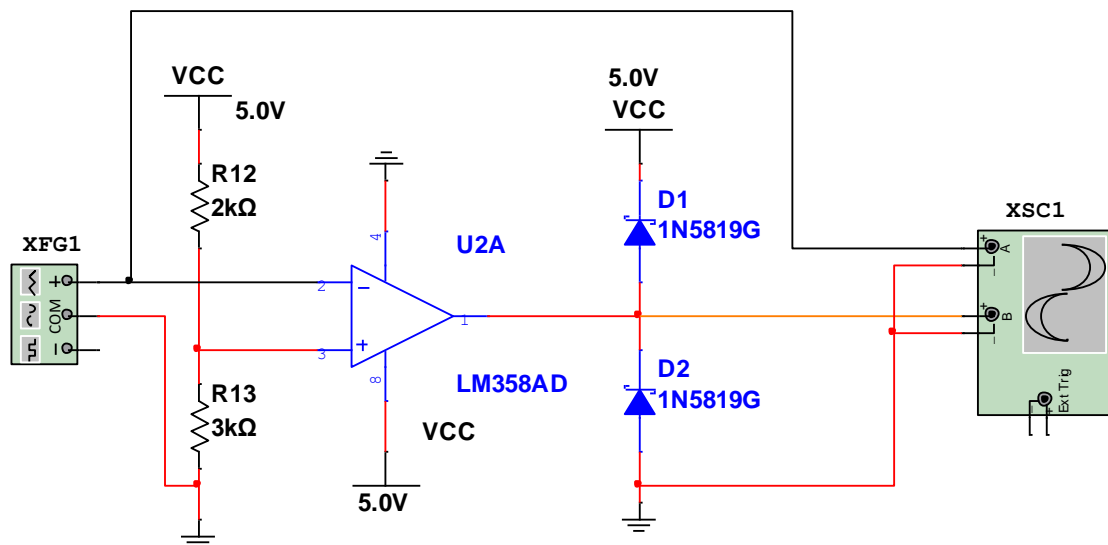 VCC
5.0V
R12
2kΩ
XFG1
+
COM
−
R13
3kΩ
4
U2A
2
−
1
3
+
8
LM358AD
VCC
5.0V
5.0V
VCC
D1
1N5819G
D2
1N5819G
XSC1
+
A
−
+
B
−
Ext Trig
+
−